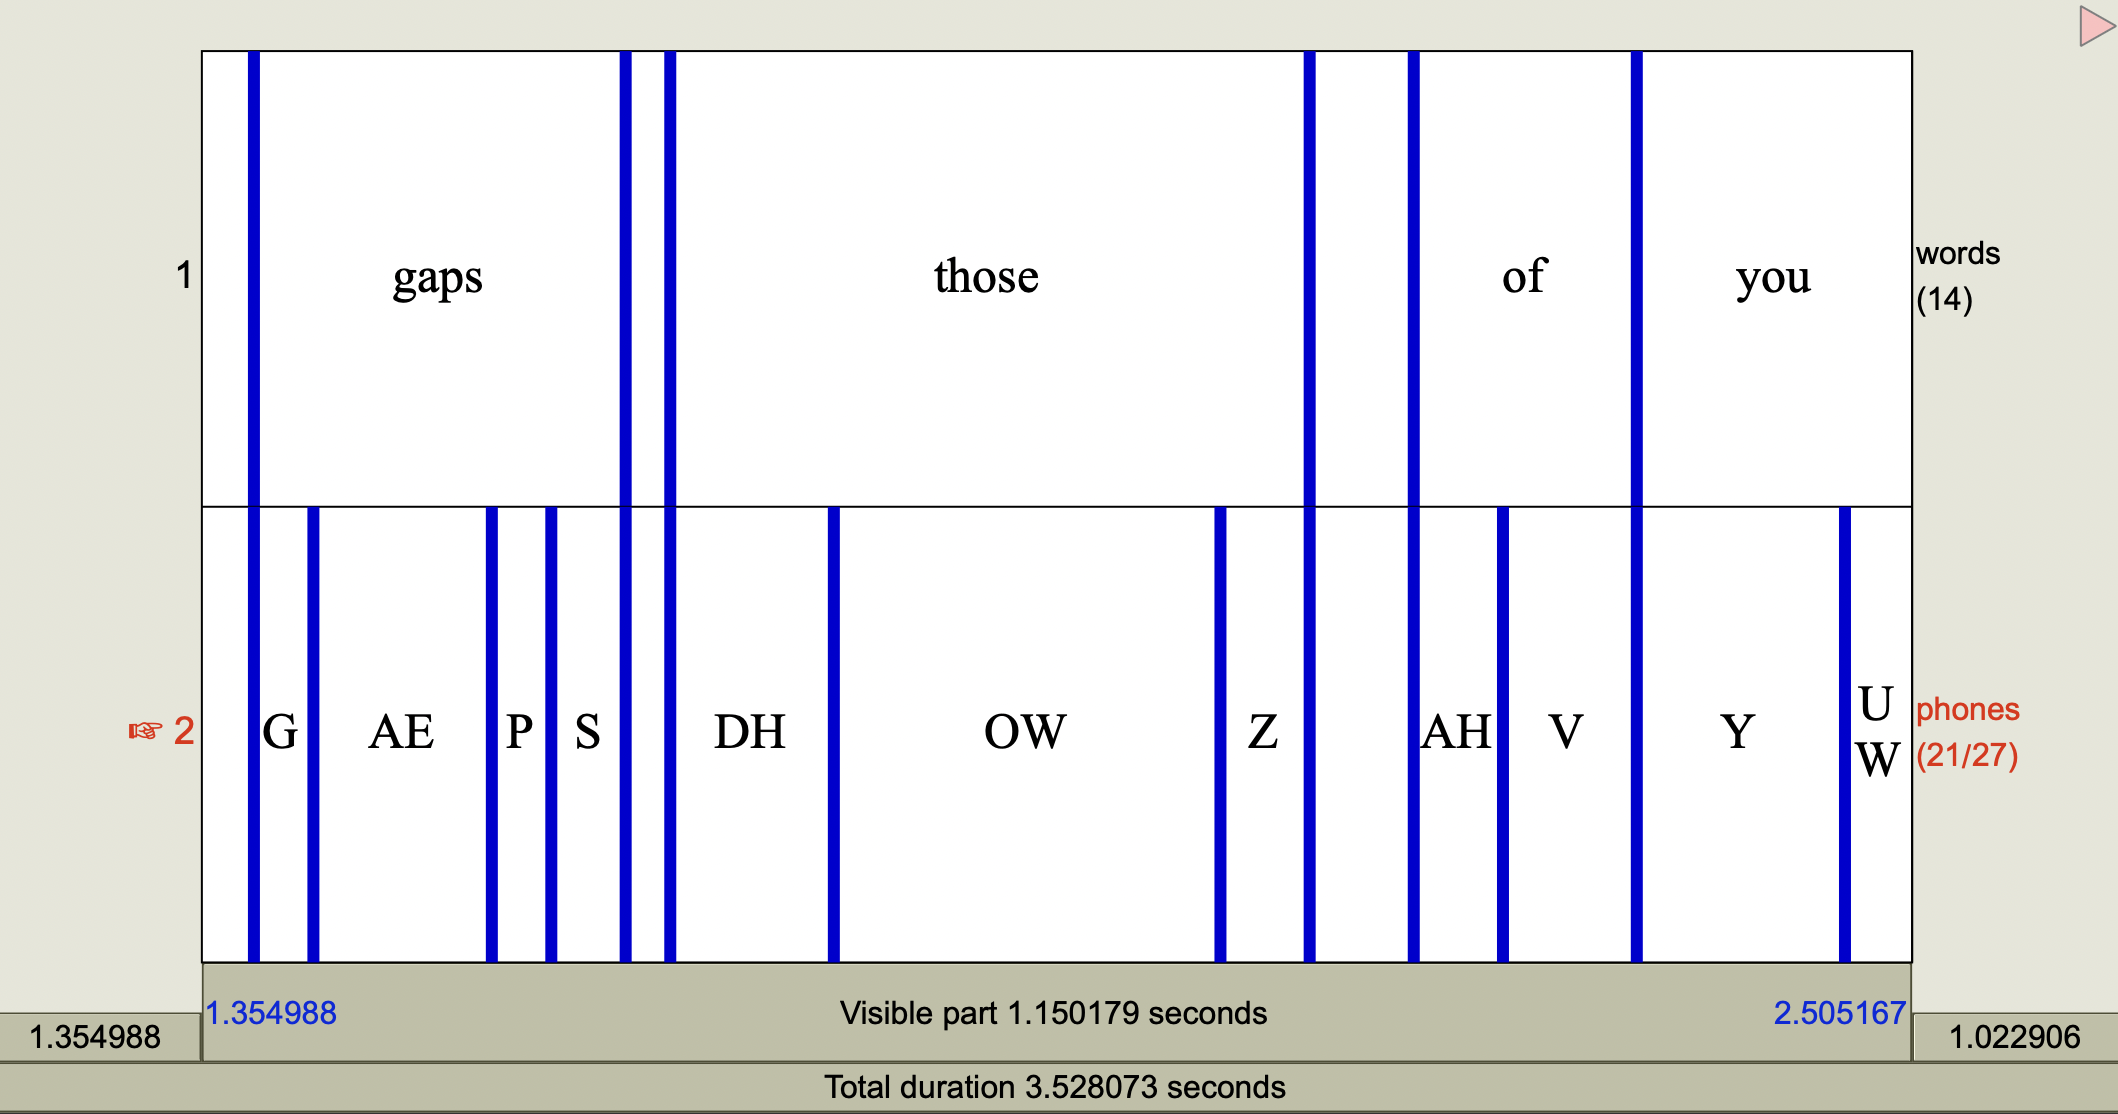 1 gaps those of you words
(14)
☞ 2 G AE P S DH OW Z AH V Y U
W phones
(21/27)
1.354988 Visible part 1.150179 seconds 2.505167
1.354988 1.022906
Total duration 3.528073 seconds